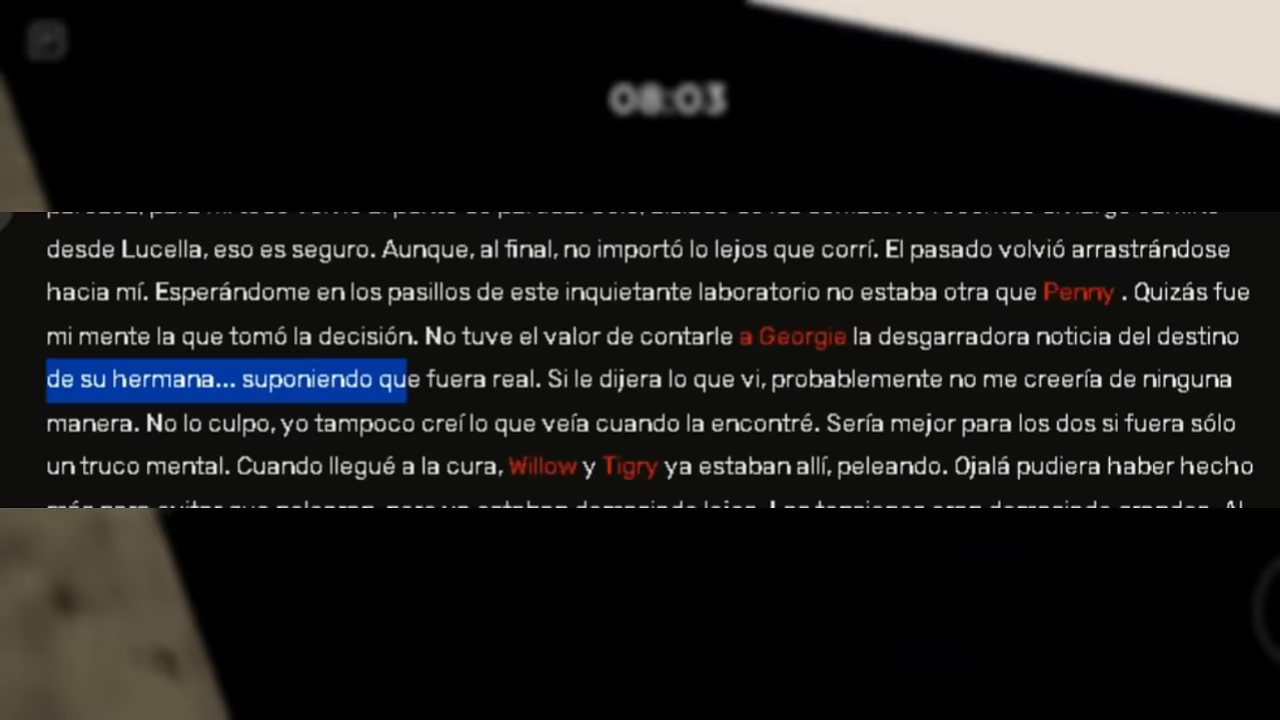 08:03
desde Lucella, eso es seguro. Aunque, al final, no importó lo lejos que corrí. El pasado volvió arrastrándose
hacia mí. Esperándome en los pasillos de este inquietante laboratorio no estaba otra que Penny . Quizás fue
mi mente la que tomó la decisión. No tuve el valor de contarle a Georgie la desgarradora noticia del destino
de su hermana... suponiendo que fuera real. Si le dijera lo que vi, probablemente no me creería de ninguna
manera. No lo culpo, yo tampoco creí lo que veía cuando la encontré. Sería mejor para los dos si fuera sólo
un truco mental. Cuando llegué a la cura, Willow y Tigry ya estaban allí, peleando. Ojalá pudiera haber hecho